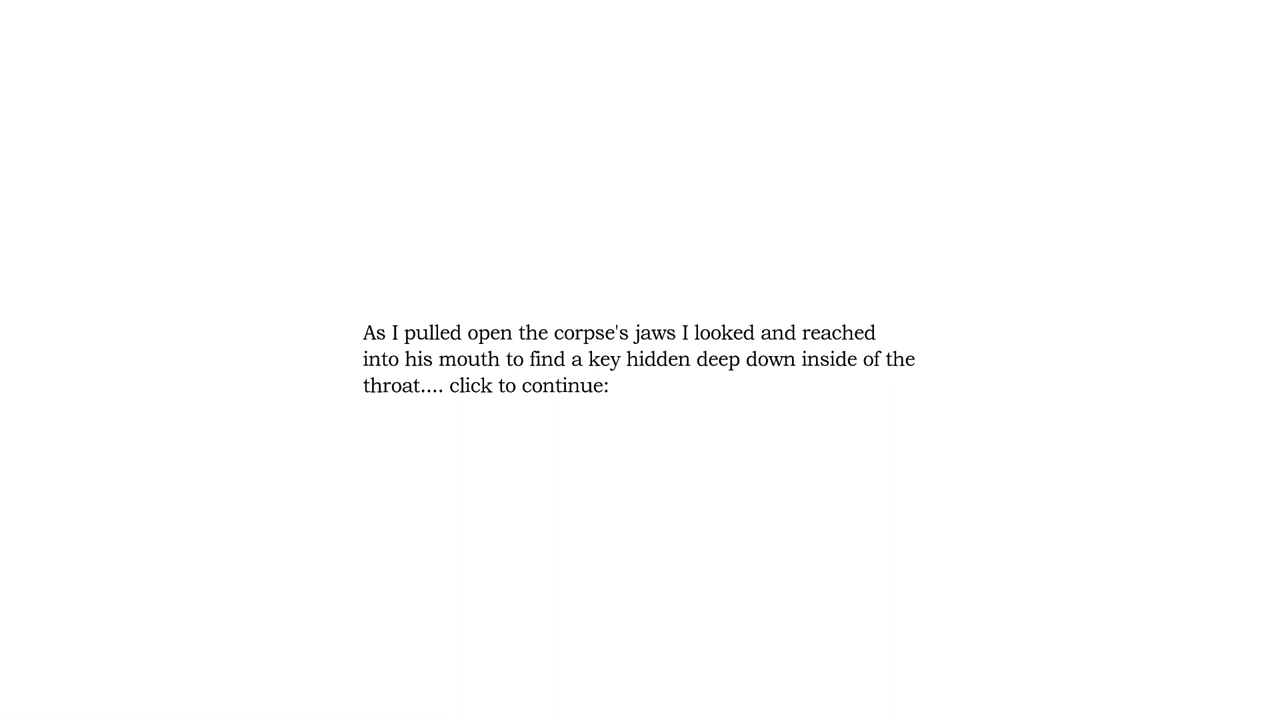 As I pulled open the corpse's jaws I looked and reached
into his mouth to find a key hidden deep down inside of the
throat.... click to continue: